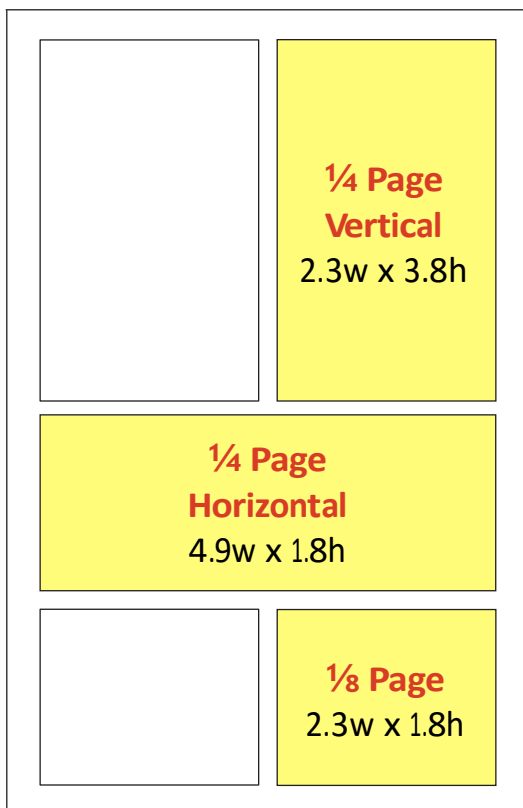 ¼ Page
Vertical
2.3w x 3.8h
¼ Page
Horizontal
4.9w x 1.8h
⅛ Page
2.3w x 1.8h